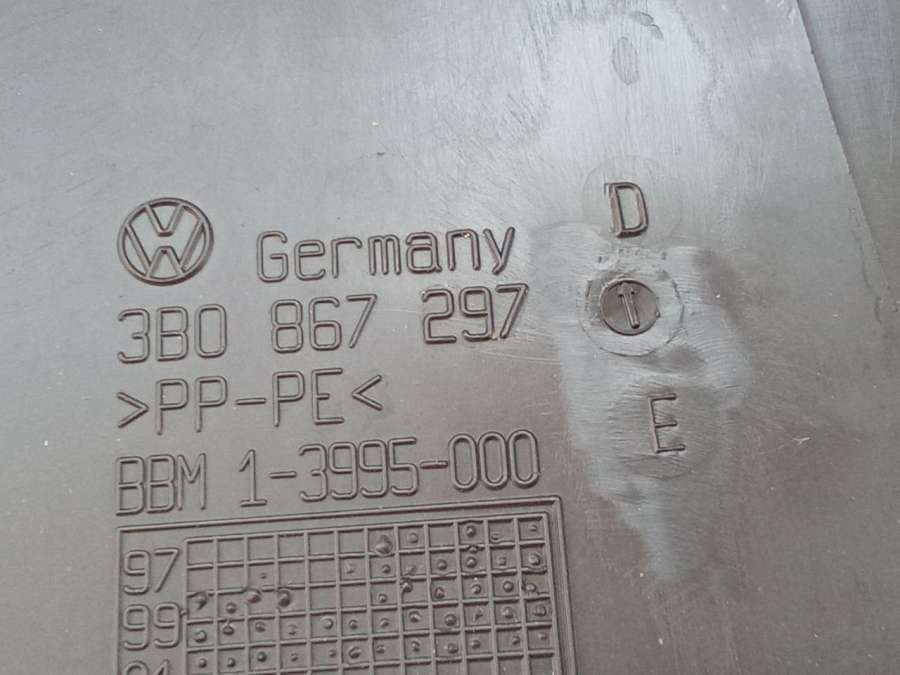 Germany
3B0 867 297
>PP-PE<
BBM 1-3995-000
97
99
D
E